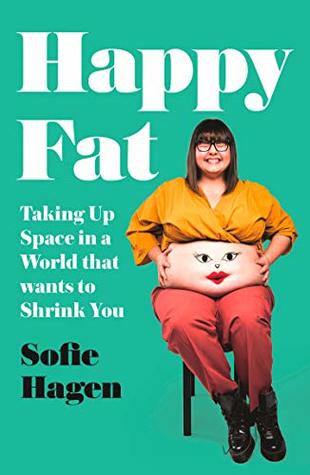 Happy
Fat
Taking Up
Space in a
World that
wants to
Shrink You
Sofie
Hagen